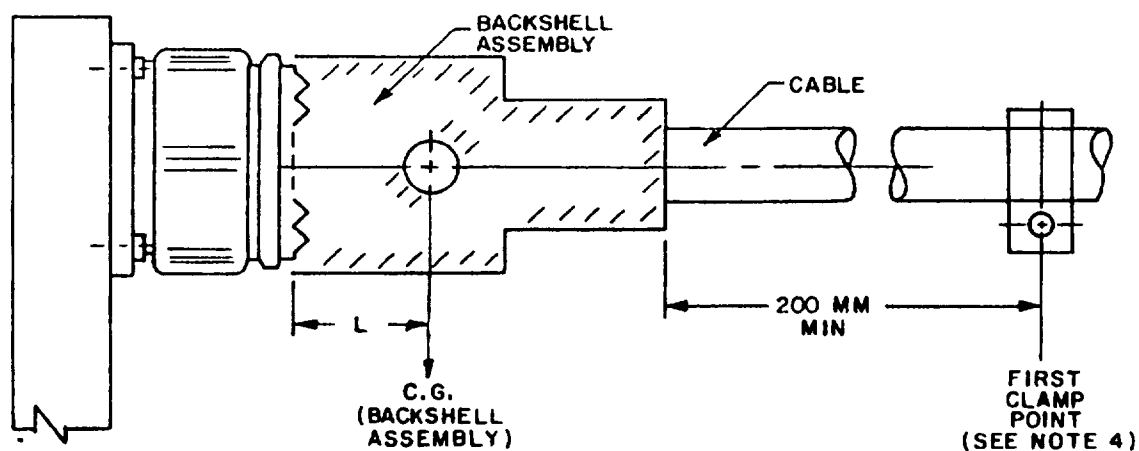 BACKSHELL
ASSEMBLY
CABLE
L
200 MM
MIN
C.G.
(BACKSHELL
ASSEMBLY)
FIRST
CLAMP
POINT
(SEE NOTE 4)